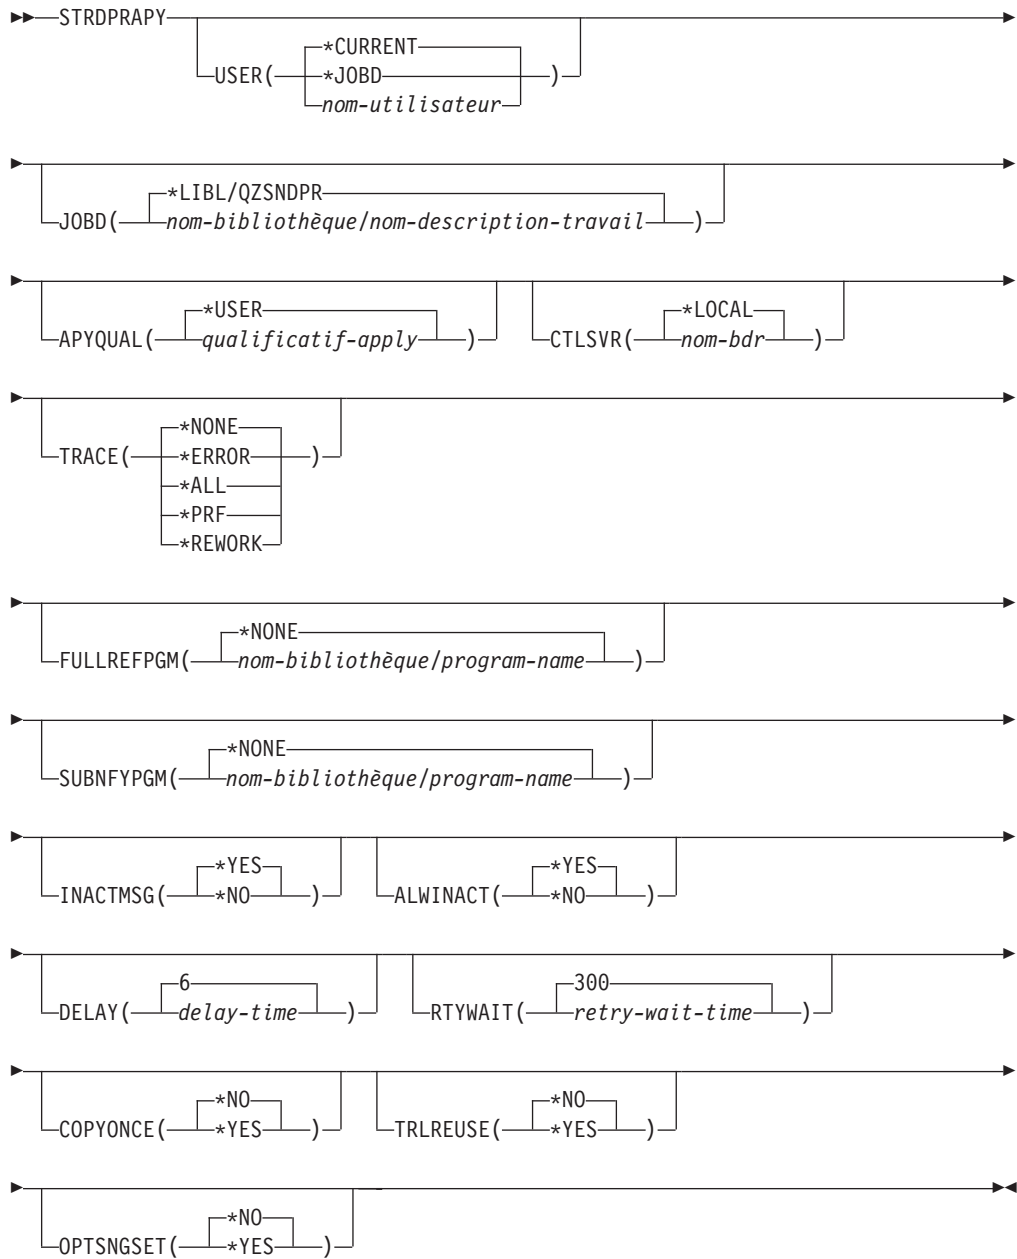 STRDPRAPY
USER( *CURRENT )
*JOBD
nom-utilisateur
JOBD( *LIBL/QZSNDPR )
nom-bibliothèque/nom-description-travail
APYQUAL( *USER ) CTLSVR( *LOCAL )
qualificatif-apply nom-bdr
TRACE( *NONE )
*ERROR
*ALL
*PRF
*REWORK
FULLREFPGM( *NONE )
nom-bibliothèque/program-name
SUBNFYPGM( *NONE )
nom-bibliothèque/program-name
INACTMSG( *YES ) ALWINACT( *YES )
*NO *NO
DELAY( 6 ) RTYWAIT( 300 )
delay-time retry-wait-time
COPYONCE( *NO ) TRLREUSE( *NO )
*YES *YES
OPTSNGSET( *NO )
*YES